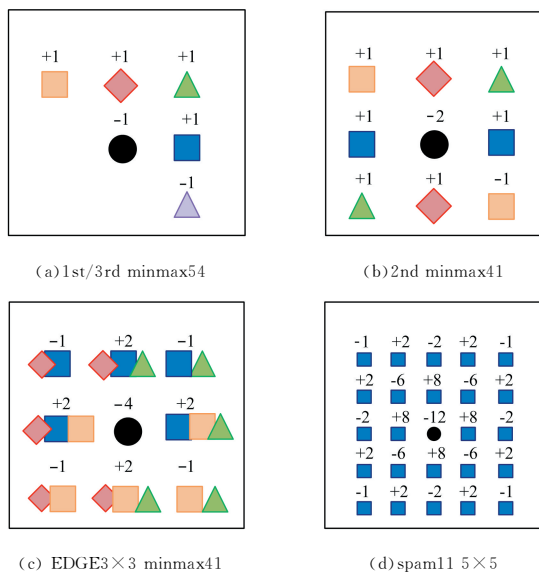 +1 +1 +1
-1 +1
-1
(a)1st/3rd minmax54
+1 +1 +1
+1 -2 +1
+1 +1 -1
(b)2nd minmax41
-1 +2 -1
+2 -4 +2
-1 +2 -1
(c) EDGE3×3 minmax41
-1 +2 -2 +2 -1
+2 -6 +8 -6 +2
-2 +8 -12 +8 -2
+2 -6 +8 -6 +2
-1 +2 -2 +2 -1
(d)spam11 5×5